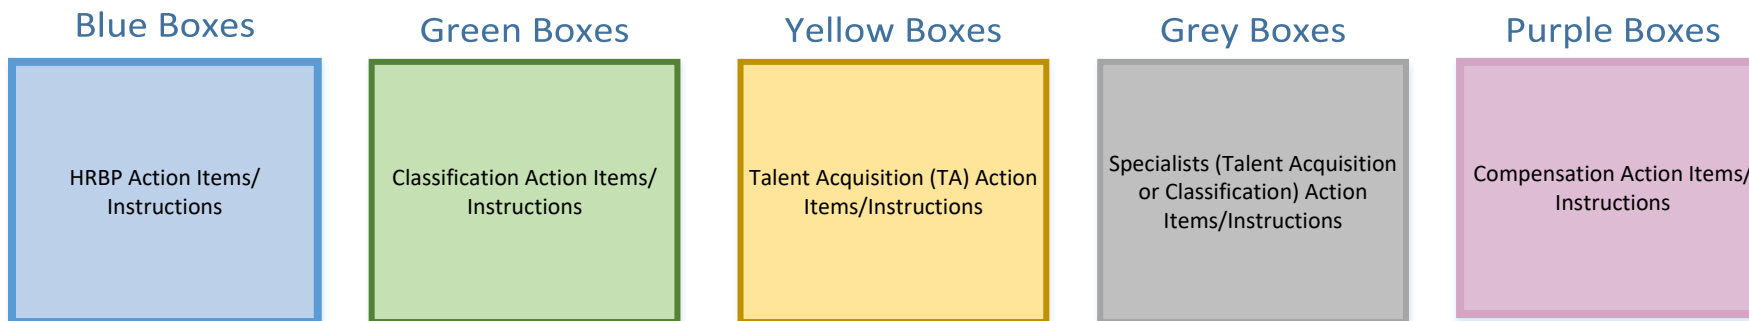 Blue Boxes
Green Boxes
Yellow Boxes
Grey Boxes
Purple Boxes
HRBP Action Items/
Instructions
Classification Action Items/
Instructions
Talent Acquisition (TA) Action
Items/Instructions
Specialists (Talent Acquisition
or Classification) Action
Items/Instructions
Compensation Action Items/
Instructions